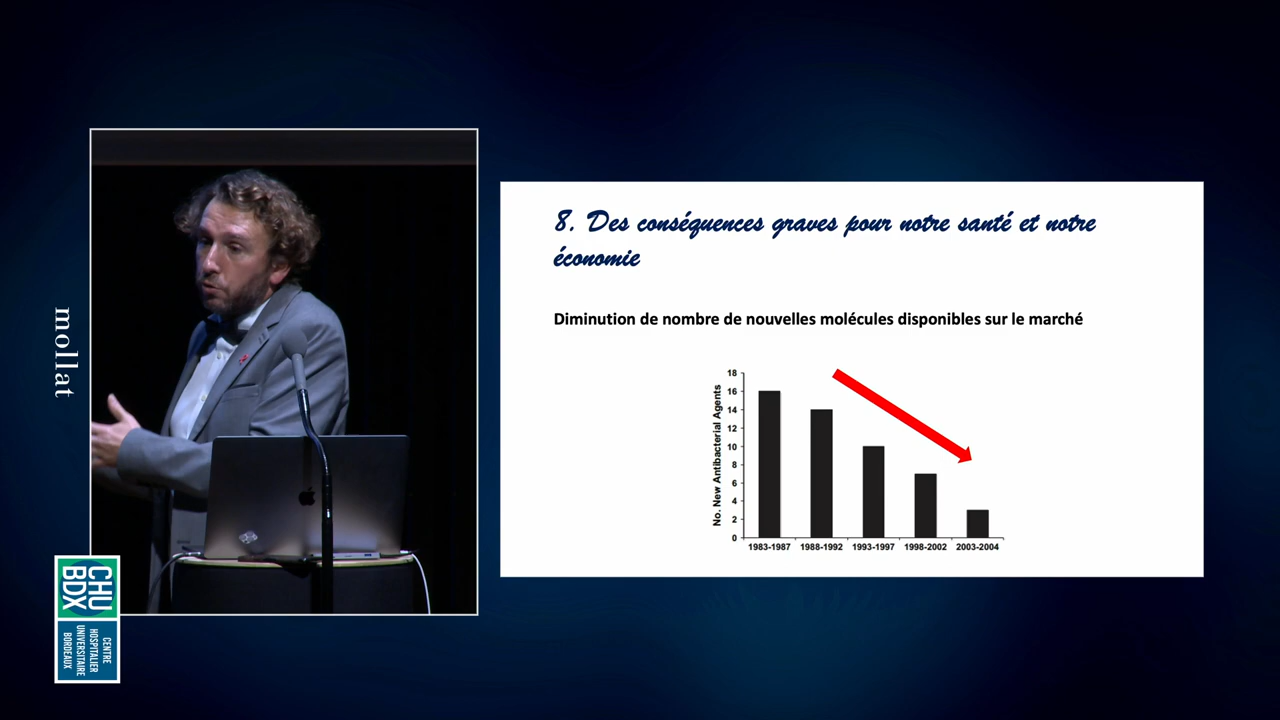 mollat
CHU
BDX
CENTRE
HOSPITALIER
UNIVERSITAIRE
BORDEAUX
8. Des conséquences graves pour notre santé et notre
économie
Diminution de nombre de nouvelles molécules disponibles sur le marché
No. New Antibacterial Agents
18
16
14
12
10
8
6
4
2
0
1983-1987 1988-1992 1993-1997 1998-2002 2003-2004